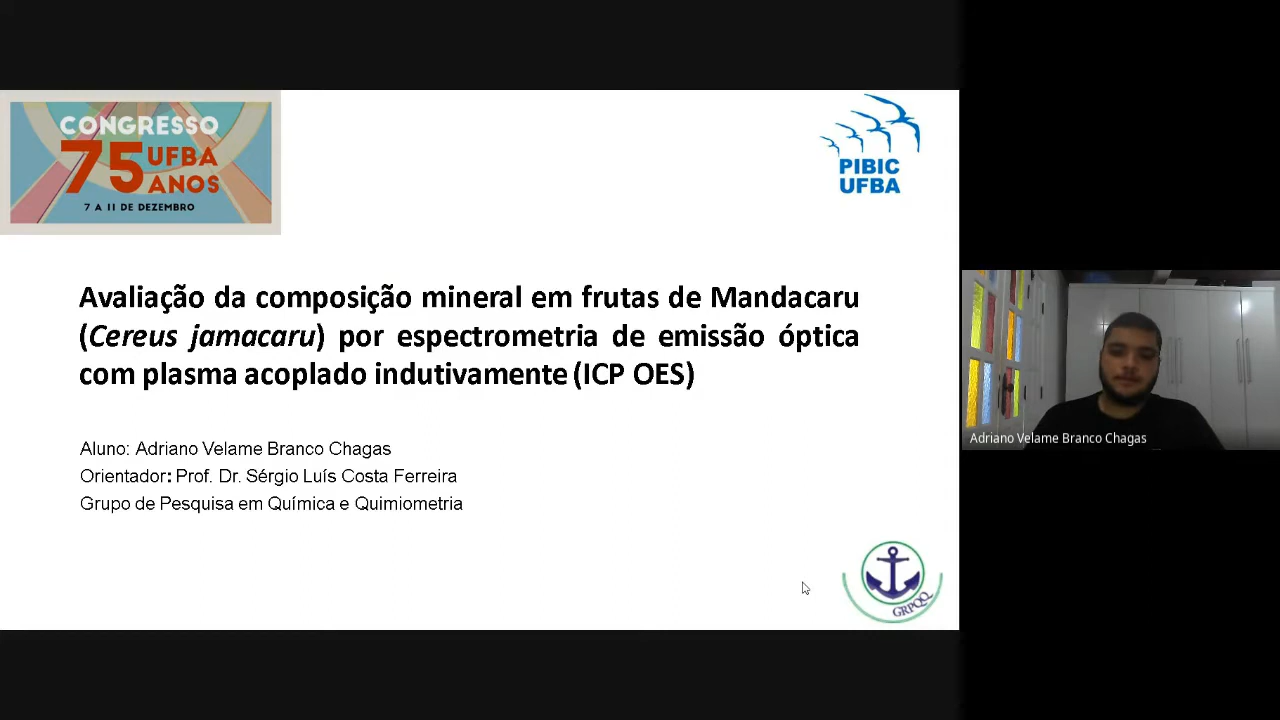 CONGRESSO
75 UFBA
ANOS
7 A 11 DE DEZEMBRO
PIBIC
UFBA
Avaliação da composição mineral em frutas de Mandacaru
(Cereus jamacaru) por espectrometria de emissão óptica
com plasma acoplado indutivamente (ICP OES)
Aluno: Adriano Velame Branco Chagas
Orientador: Prof. Dr. Sérgio Luís Costa Ferreira
Grupo de Pesquisa em Química e Quimiometria
GRPQQ
Adriano Velame Branco Chagas